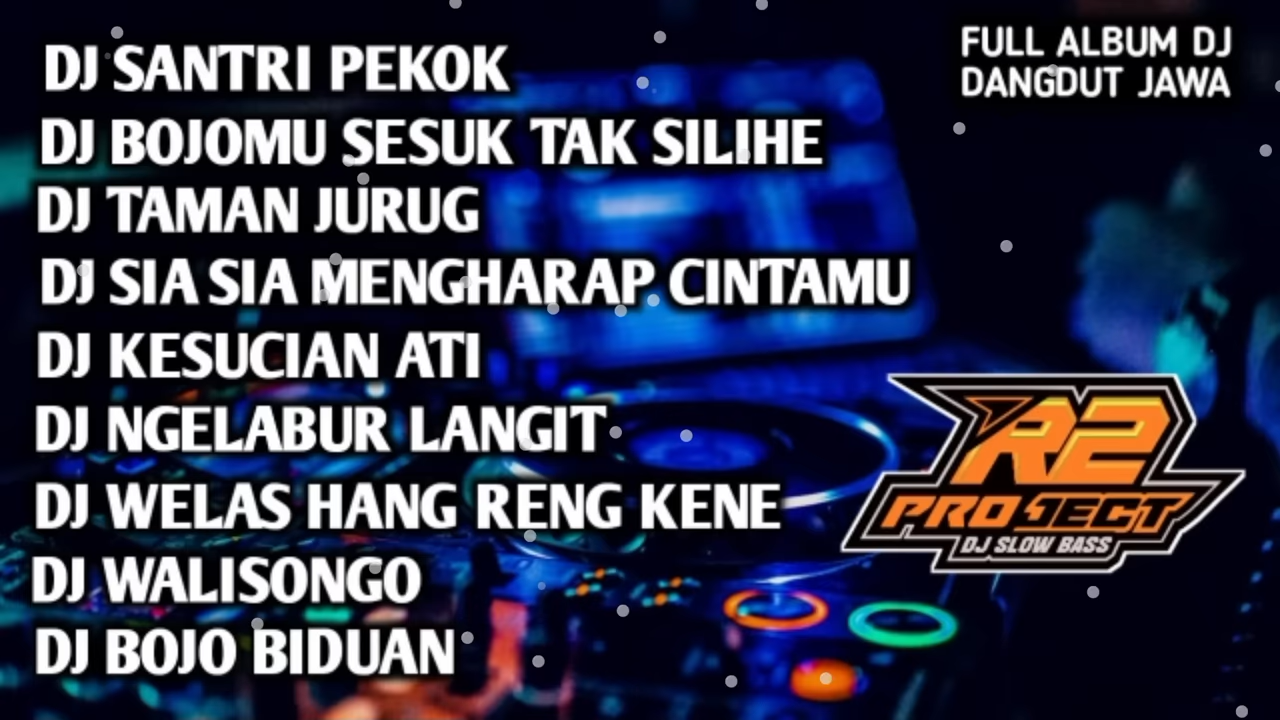 DJ SANTRI PEKOK
DJ BOJOMU SESUK TAK SILIHE
DJ TAMAN JURUG
DJ SIA SIA MENGHARAP CINTAMU
DJ KESUCIAN ATI
DJ NGELABUR LANGIT
DJ WELAS HANG RENG KENE
DJ WALISONGO
DJ BOJO BIDUAN
FULL ALBUM DJ
DANGDUT JAWA
R2
PROJECT
DJ SLOW BASS